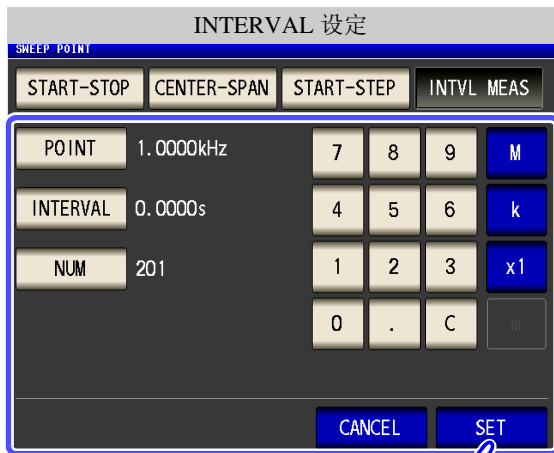 INTERVAL 设定
SWEEP POINT
START-STOP CENTER-SPAN START-STEP INTVL MEAS
POINT 1.0000kHz 7 8 9 M
INTERVAL 0.0000s 4 5 6 k
NUM 201 1 2 3 x1
0 . C m
CANCEL SET